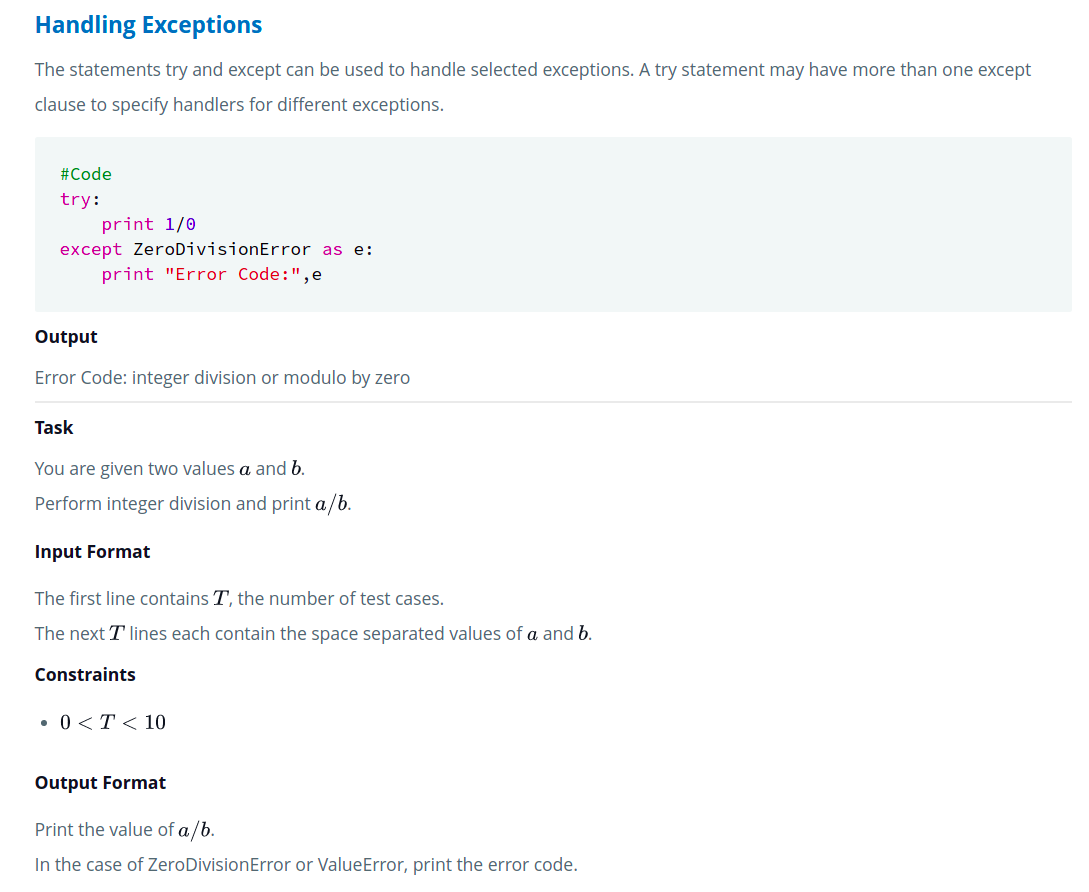 Handling Exceptions
The statements try and except can be used to handle selected exceptions. A try statement may have more than one except
clause to specify handlers for different exceptions.
#Code
try:
    print 1/0
except ZeroDivisionError as e:
    print "Error Code:",e
Output
Error Code: integer division or modulo by zero
Task
You are given two values a and b.
Perform integer division and print a/b.
Input Format
The first line contains T, the number of test cases.
The next T lines each contain the space separated values of a and b.
Constraints
• 0 < T < 10
Output Format
Print the value of a/b.
In the case of ZeroDivisionError or ValueError, print the error code.